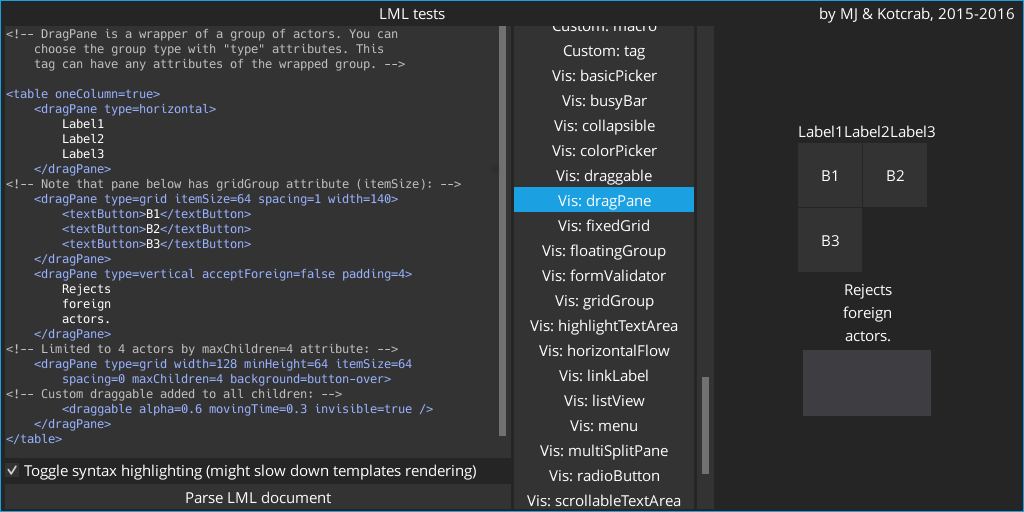 LML tests
by MJ & Kotcrab, 2015-2016
<!-- DragPane is a wrapper of a group of actors. You can
choose the group type with "type" attributes. This
tag can have any attributes of the wrapped group. -->
<table oneColumn=true>
<dragPane type=horizontal>
Label1
Label2
Label3
</dragPane>
<!-- Note that pane below has gridGroup attribute (itemSize): -->
<dragPane type=grid itemSize=64 spacing=1 width=140>
<textButton>B1</textButton>
<textButton>B2</textButton>
<textButton>B3</textButton>
</dragPane>
<dragPane type=vertical acceptForeign=false padding=4>
Rejects
foreign
actors.
</dragPane>
<!-- Limited to 4 actors by maxChildren=4 attribute: -->
<dragPane type=grid width=128 minHeight=64 itemSize=64
spacing=0 maxChildren=4 background=button-over>
<!-- Custom draggable added to all children: -->
<draggable alpha=0.6 movingTime=0.3 invisible=true />
</dragPane>
</table>
Toggle syntax highlighting (might slow down templates rendering)
Parse LML document
Custom: macro
Custom: tag
Vis: basicPicker
Vis: busyBar
Vis: collapsible
Vis: colorPicker
Vis: draggable
Vis: dragPane
Vis: fixedGrid
Vis: floatingGroup
Vis: formValidator
Vis: gridGroup
Vis: highlightTextArea
Vis: horizontalFlow
Vis: linkLabel
Vis: listView
Vis: menu
Vis: multiSplitPane
Vis: radioButton
Vis: scrollableTextArea
Label1Label2Label3
B1 B2
B3
Rejects
foreign
actors.